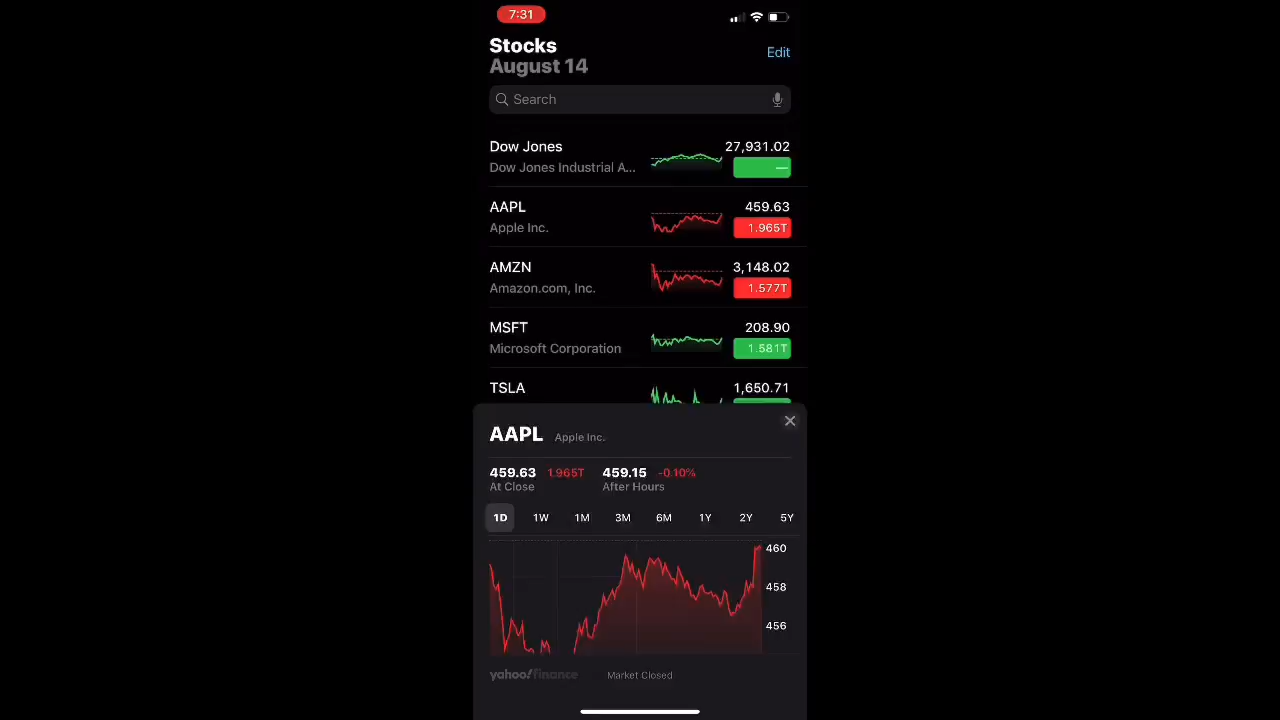 7:31
Stocks
Edit
August 14
Search
Dow Jones
27,931.02
Dow Jones Industrial A...
—
AAPL
459.63
Apple Inc.
1.965T
AMZN
3,148.02
Amazon.com, Inc.
1.577T
MSFT
208.90
Microsoft Corporation
1.581T
TSLA
1,650.71
AAPL Apple Inc.
459.63 1.965T 459.15 -0.10%
At Close After Hours
1D 1W 1M 3M 6M 1Y 2Y 5Y
460
458
456
yahoo!finance Market Closed